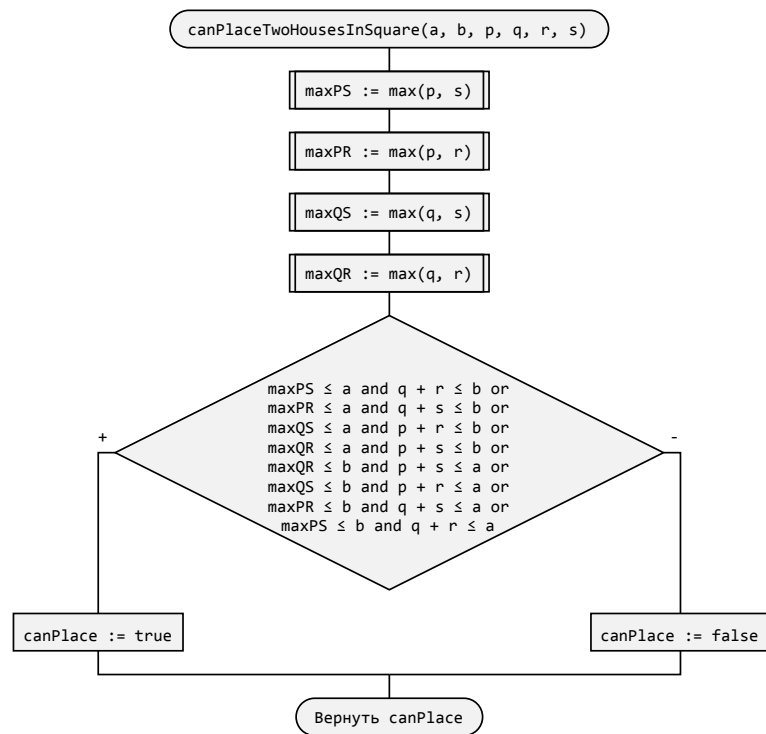 canPlaceTwoHousesInSquare(a, b, p, q, r, s)
maxPS := max(p, s)
maxPR := max(p, r)
maxQS := max(q, s)
maxQR := max(q, r)
maxPS ≤ a and q + r ≤ b or
maxPR ≤ a and q + s ≤ b or
maxQS ≤ a and p + r ≤ b or
maxQR ≤ a and p + s ≤ b or
maxQR ≤ b and p + s ≤ a or
maxQS ≤ b and p + r ≤ a or
maxPR ≤ b and q + s ≤ a or
maxPS ≤ b and q + r ≤ a
+
-
canPlace := true
canPlace := false
Вернуть canPlace